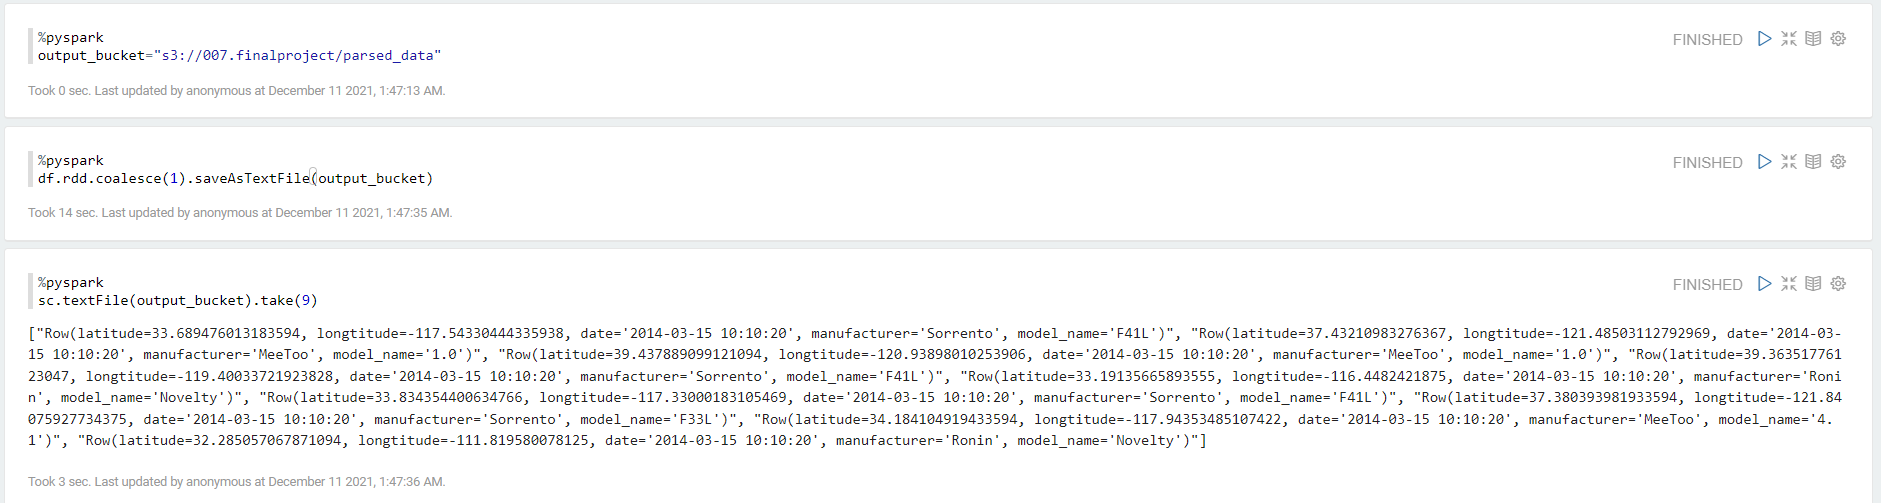 %pyspark
FINISHED
output_bucket="s3://007.finalproject/parsed_data"
Took 0 sec. Last updated by anonymous at December 11 2021, 1:47:13 AM.
%pyspark
FINISHED
df.rdd.coalesce(1).saveAsTextFile(output_bucket)
Took 14 sec. Last updated by anonymous at December 11 2021, 1:47:35 AM.
%pyspark
FINISHED
sc.textFile(output_bucket).take(9)
["Row(latitude=33.689476013183594, longtitude=-117.54330444335938, date='2014-03-15 10:10:20', manufacturer='Sorrento', model_name='F41L')", "Row(latitude=37.43210983276367, longtitude=-121.48503112792969, date='2014-03-
15 10:10:20', manufacturer='MeeToo', model_name='1.0')", "Row(latitude=39.437889099121094, longtitude=-120.93898010253906, date='2014-03-15 10:10:20', manufacturer='MeeToo', model_name='1.0')", "Row(latitude=39.36351776
123047, longtitude=-119.40033721923828, date='2014-03-15 10:10:20', manufacturer='Sorrento', model_name='F41L')", "Row(latitude=33.19135665893555, longtitude=-116.4482421875, date='2014-03-15 10:10:20', manufacturer='Roni
n', model_name='Novelty')", "Row(latitude=33.834354400634766, longtitude=-117.33000183105469, date='2014-03-15 10:10:20', manufacturer='Sorrento', model_name='F41L')", "Row(latitude=37.380393981933594, longtitude=-121.84
075927734375, date='2014-03-15 10:10:20', manufacturer='Sorrento', model_name='F33L')", "Row(latitude=34.184104919433594, longtitude=-117.94353485107422, date='2014-03-15 10:10:20', manufacturer='MeeToo', model_name='4.
1')", "Row(latitude=32.285057067871094, longtitude=-111.819580078125, date='2014-03-15 10:10:20', manufacturer='Ronin', model_name='Novelty')"]
Took 3 sec. Last updated by anonymous at December 11 2021, 1:47:36 AM.